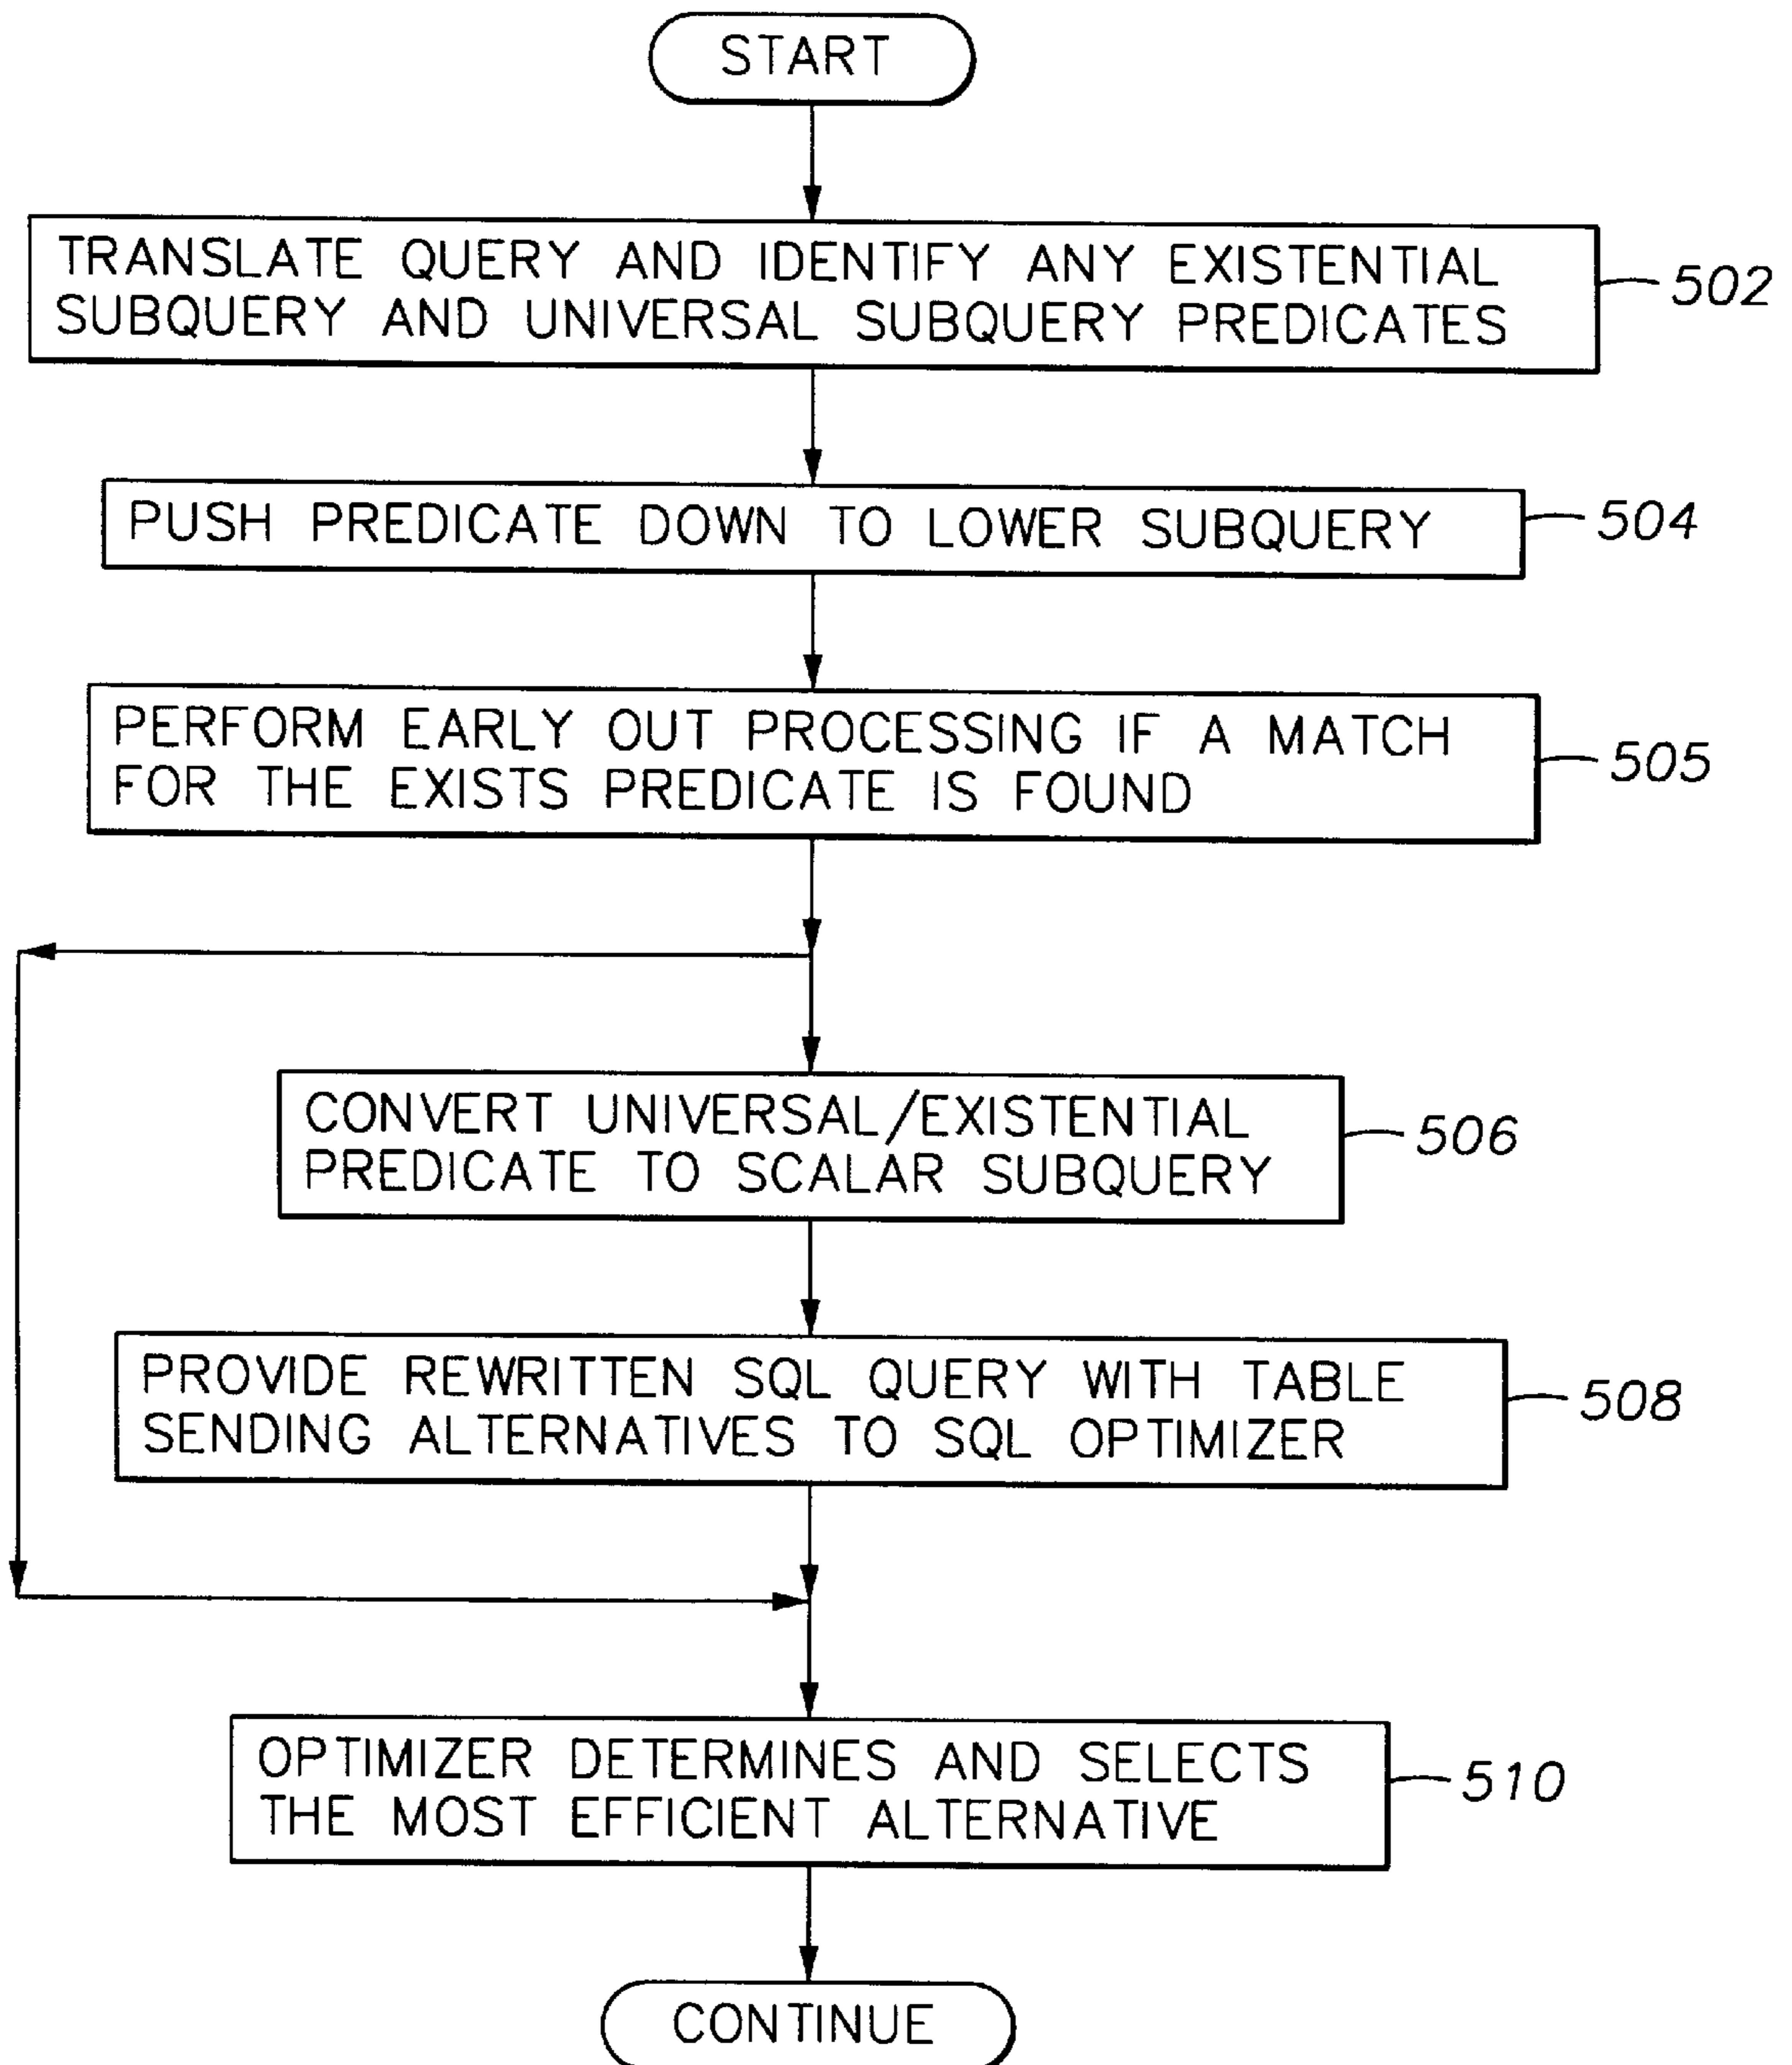 START
TRANSLATE QUERY AND IDENTIFY ANY EXISTENTIAL
SUBQUERY AND UNIVERSAL SUBQUERY PREDICATES
502
PUSH PREDICATE DOWN TO LOWER SUBQUERY
504
PERFORM EARLY OUT PROCESSING IF A MATCH
FOR THE EXISTS PREDICATE IS FOUND
505
CONVERT UNIVERSAL/EXISTENTIAL
PREDICATE TO SCALAR SUBQUERY
506
PROVIDE REWRITTEN SQL QUERY WITH TABLE
SENDING ALTERNATIVES TO SQL OPTIMIZER
508
OPTIMIZER DETERMINES AND SELECTS
THE MOST EFFICIENT ALTERNATIVE
510
CONTINUE